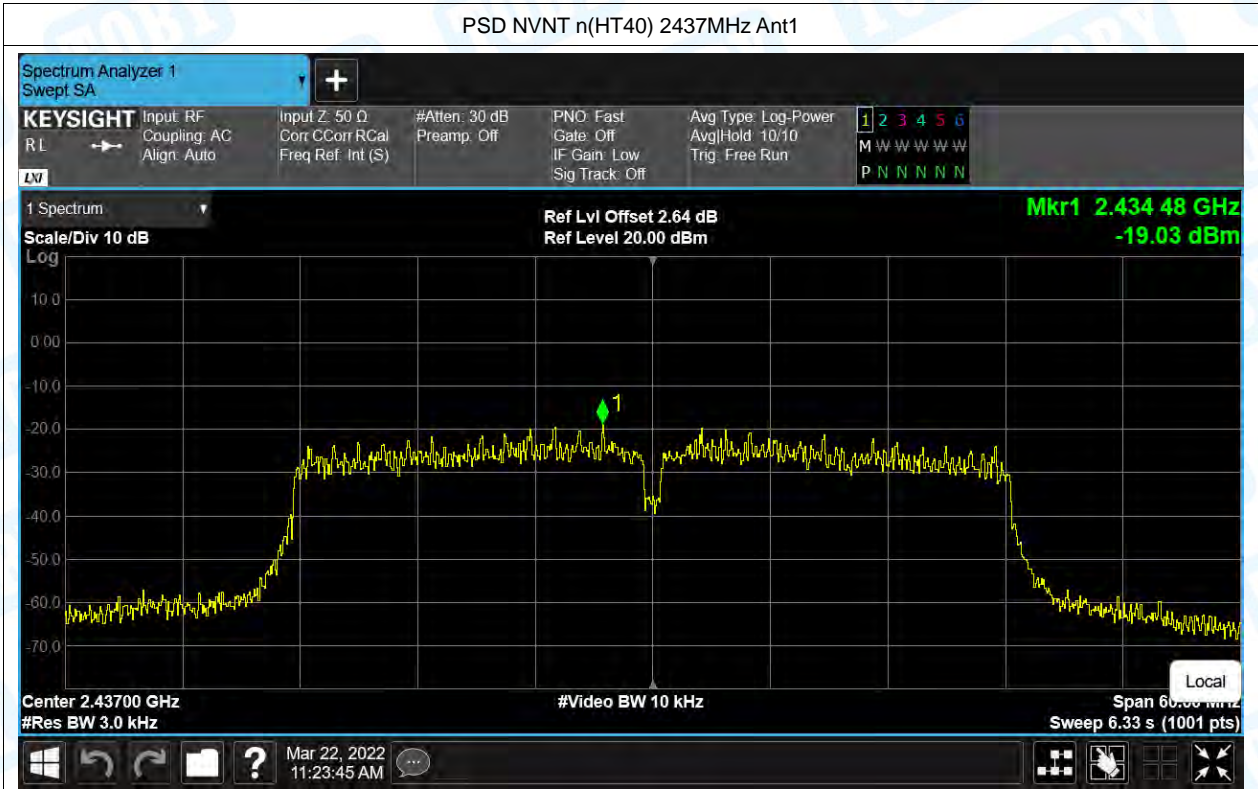 PSD NVNT n(HT40) 2437MHz Ant1
Spectrum Analyzer 1
Swept SA
KEYSIGHT
RL
LXI
Input: RF
Coupling: AC
Align: Auto
Input Z: 50 Ω
Corr CCorr RCal
Freq Ref: Int (S)
#Atten: 30 dB
Preamp: Off
PNO: Fast
Gate: Off
IF Gain: Low
Sig Track: Off
Avg Type: Log-Power
Avg|Hold: 10/10
Trig: Free Run
1 2 3 4 5 6
M W W W W W
P N N N N N N
1 Spectrum
Scale/Div 10 dB
Log
Ref Lvl Offset 2.64 dB
Ref Level 20.00 dBm
Mkr1 2.434 48 GHz
-19.03 dBm
10.0
0.00
-10.0
-20.0
-30.0
-40.0
-50.0
-60.0
-70.0
1
Local
Center 2.43700 GHz
#Res BW 3.0 kHz
#Video BW 10 kHz
Span 60.00 MHz
Sweep 6.33 s (1001 pts)
?
Mar 22, 2022
11:23:45 AM